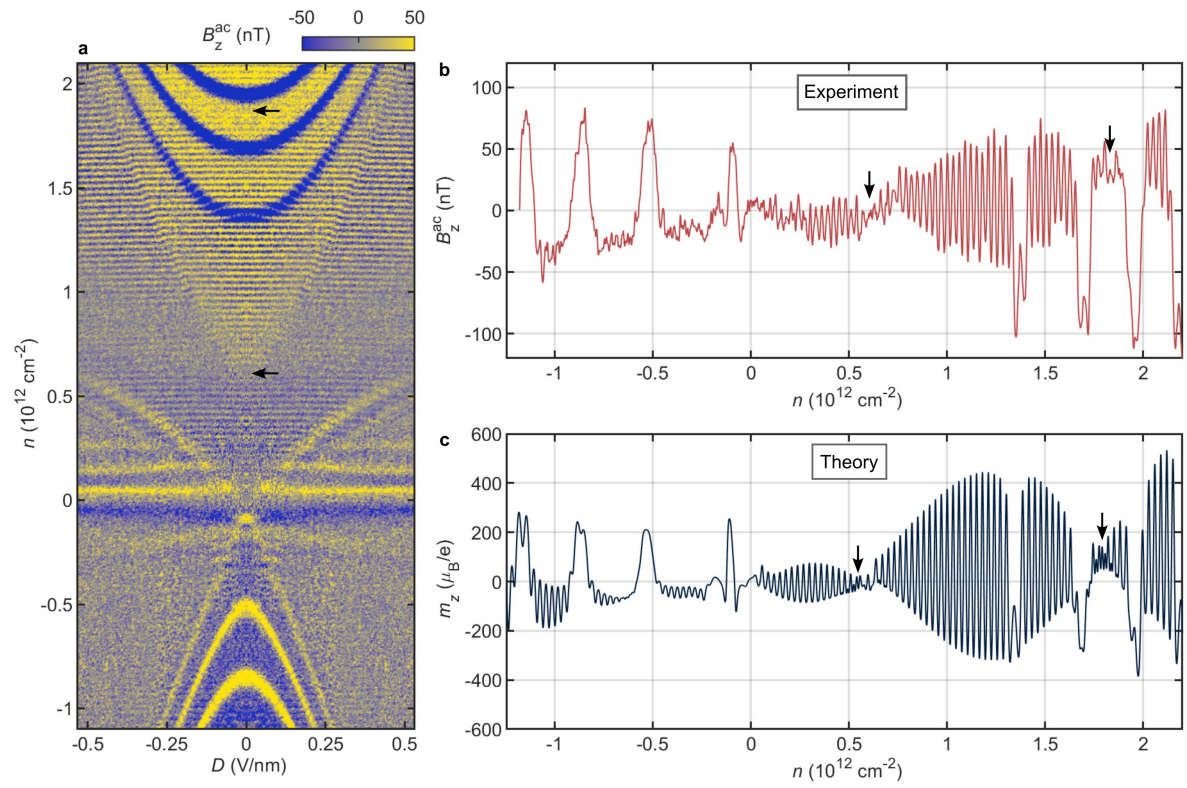 -50 0 50
B_z^ac (nT)
a
2
1.5
1
0.5
0
-0.5
-1
n (10^12 cm^-2)
-0.5 -0.25 0 0.25 0.5
D (V/nm)
b
Experiment
100
50
0
-50
-100
B_z^ac (nT)
-1 -0.5 0 0.5 1 1.5 2
n (10^12 cm^-2)
c
Theory
600
400
200
0
-200
-400
-600
m_z (μ_B/e)
-1 -0.5 0 0.5 1 1.5 2
n (10^12 cm^-2)